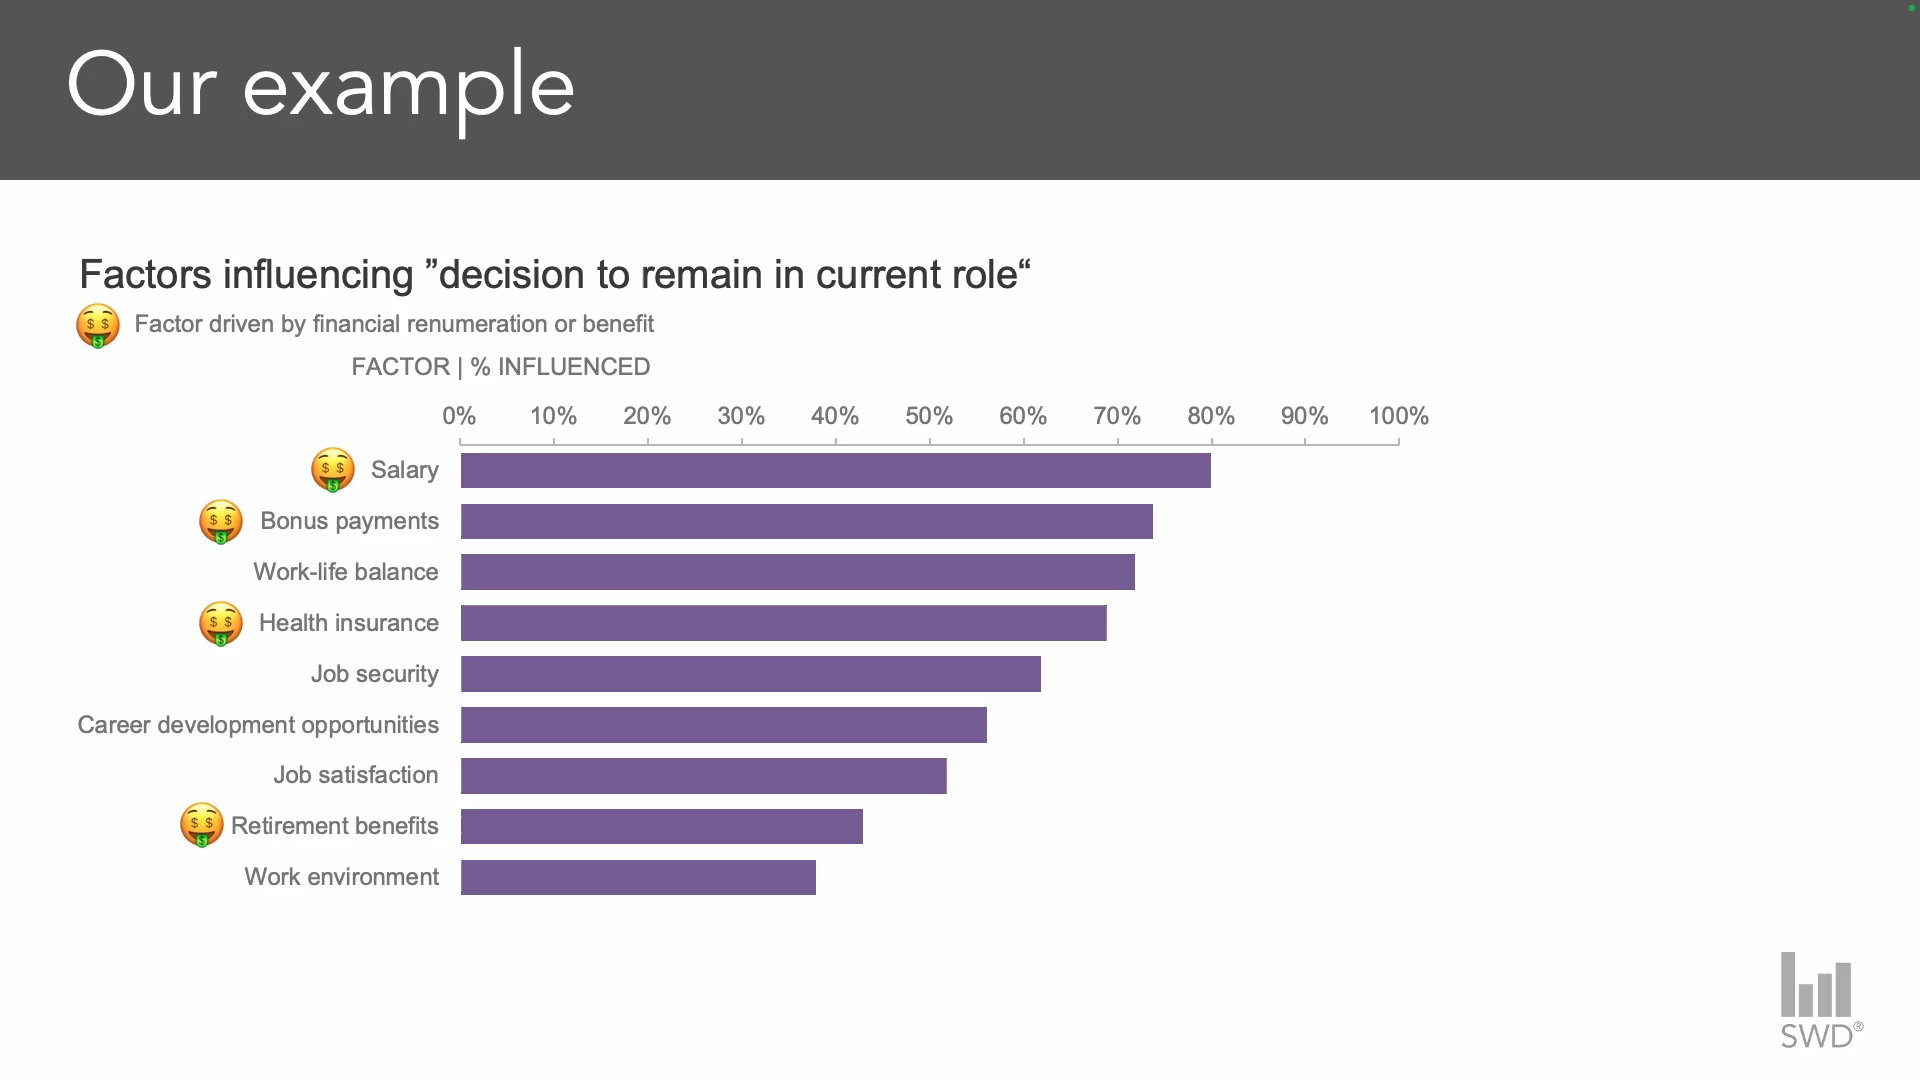 Our example
Factors influencing ”decision to remain in current role“
Factor driven by financial renumeration or benefit
FACTOR | % INFLUENCED
0% 10% 20% 30% 40% 50% 60% 70% 80% 90% 100%
Salary
Bonus payments
Work-life balance
Health insurance
Job security
Career development opportunities
Job satisfaction
Retirement benefits
Work environment
SWD®